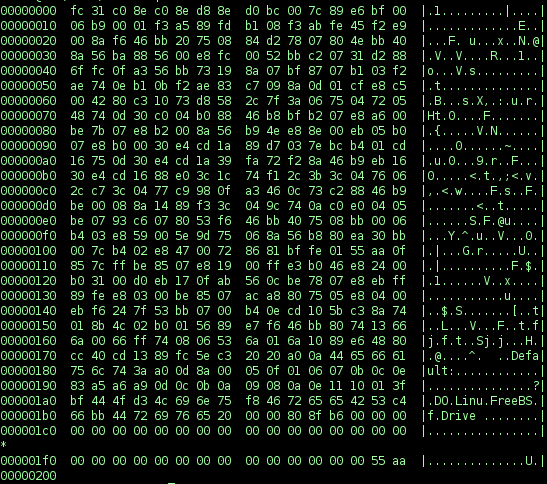 00000000 fc 31 c0 8e c0 8e d8 8e d0 bc 00 7c 89 e6 bf 00 |.1.........|....|
00000010 06 b9 00 01 f3 a5 89 fd b1 08 f3 ab fe 45 f2 e9 |.............E..|
00000020 00 8a f6 46 bb 20 75 08 84 d2 78 07 80 4e bb 40 |...F. u...x..N.@|
00000030 8a 56 ba 88 56 00 e8 fc 00 52 bb c2 07 31 d2 88 |.V..V....R...1..|
00000040 6f fc 0f a3 56 bb 73 19 8a 07 bf 87 07 b1 03 f2 |o...V.s.........|
00000050 ae 74 0e b1 0b f2 ae 83 c7 09 8a 0d 01 cf e8 c5 |.t..............|
00000060 00 42 80 c3 10 73 d8 58 2c 7f 3a 06 75 04 72 05 |.B...s.X,.:.u.r.|
00000070 48 74 0d 30 c0 04 b0 88 46 b8 bf b2 07 e8 a6 00 |Ht.0....F.......|
00000080 be 7b 07 e8 b2 00 8a 56 b9 4e e8 8e 00 eb 05 b0 |.{.....V.N......|
00000090 07 e8 b0 00 30 e4 cd 1a 89 d7 03 7e bc b4 01 cd |....0......~....|
000000a0 16 75 0d 30 e4 cd 1a 39 fa 72 f2 8a 46 b9 eb 16 |.u.0...9.r..F...|
000000b0 30 e4 cd 16 88 e0 3c 1c 74 f1 2c 3b 3c 04 76 06 |0.....<.t.,;<.v.|
000000c0 2c c7 3c 04 77 c9 98 0f a3 46 0c 73 c2 88 46 b9 |,.<.w....F.s..F.|
000000d0 be 00 08 8a 14 89 f3 3c 04 9c 74 0a c0 e0 04 05 |.......<..t.....|
000000e0 be 07 93 c6 07 80 53 f6 46 bb 40 75 08 bb 00 06 |......S.F.@u....|
000000f0 b4 03 e8 59 00 5e 9d 75 06 8a 56 b8 80 ea 30 bb |...Y.^.u..V...0.|
00000100 00 7c b4 02 e8 47 00 72 86 81 bf fe 01 55 aa 0f |.|...G.r.....U..|
00000110 85 7c ff be 85 07 e8 19 00 ff e3 b0 46 e8 24 00 |.|..........F.$.|
00000120 b0 31 00 d0 eb 17 0f ab 56 0c be 78 07 e8 eb ff |.1......V..x....|
00000130 89 fe e8 03 00 be 85 07 ac a8 80 75 05 e8 04 00 |...........u....|
00000140 eb f6 24 7f 53 bb 07 00 b4 0e cd 10 5b c3 8a 74 |..$.S.......[..t|
00000150 01 8b 4c 02 b0 01 56 89 e7 f6 46 bb 80 74 13 66 |..L...V...F..t.f|
00000160 6a 00 66 ff 74 08 06 53 6a 01 6a 10 89 e6 48 80 |j.f.t..Sj.j...H.|
00000170 cc 40 cd 13 89 fc 5e c3 20 20 a0 0a 44 65 66 61 |.@....^. ..Defa|
00000180 75 6c 74 3a a0 0d 8a 00 05 0f 01 06 07 0b 0c 0e |ult:............|
00000190 83 a5 a6 a9 0d 0c 0b 0a 09 08 0a 0e 11 10 01 3f |...............?|
000001a0 bf 44 4f d3 4c 69 6e 75 f8 46 72 65 65 42 53 c4 |.DO.Linu.FreeBS.|
000001b0 66 bb 44 72 69 76 65 20 00 00 80 8f b6 00 00 00 |f.Drive ........|
000001c0 00 00 00 00 00 00 00 00 00 00 00 00 00 00 00 00 |................|
*
000001f0 00 00 00 00 00 00 00 00 00 00 00 00 00 00 55 aa |..............U.|
00000200